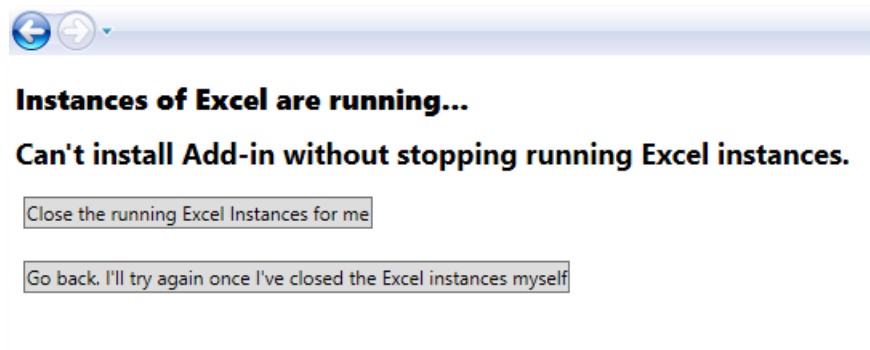 Instances of Excel are running...
Can't install Add-in without stopping running Excel instances.
Close the running Excel Instances for me
Go back. I'll try again once I've closed the Excel instances myself